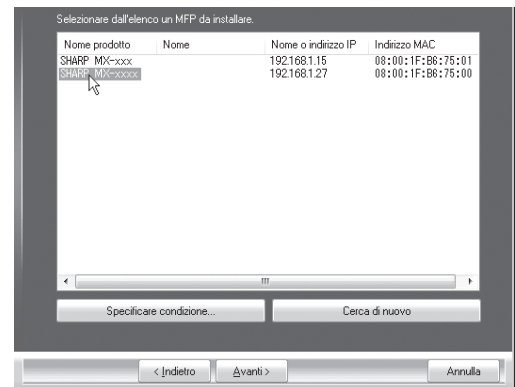 Selezionare dall'elenco un MFP da installare.
Nome prodotto Nome Nome o indirizzo IP Indirizzo MAC
SHARP MX-xxx 192.168.1.15 08:00:1F:B6:75:01
SHARP MX-xxxx 192.168.1.27 08:00:1F:B6:75:00
Specificare condizione... Cerca di nuovo
< Indietro Avanti > Annulla